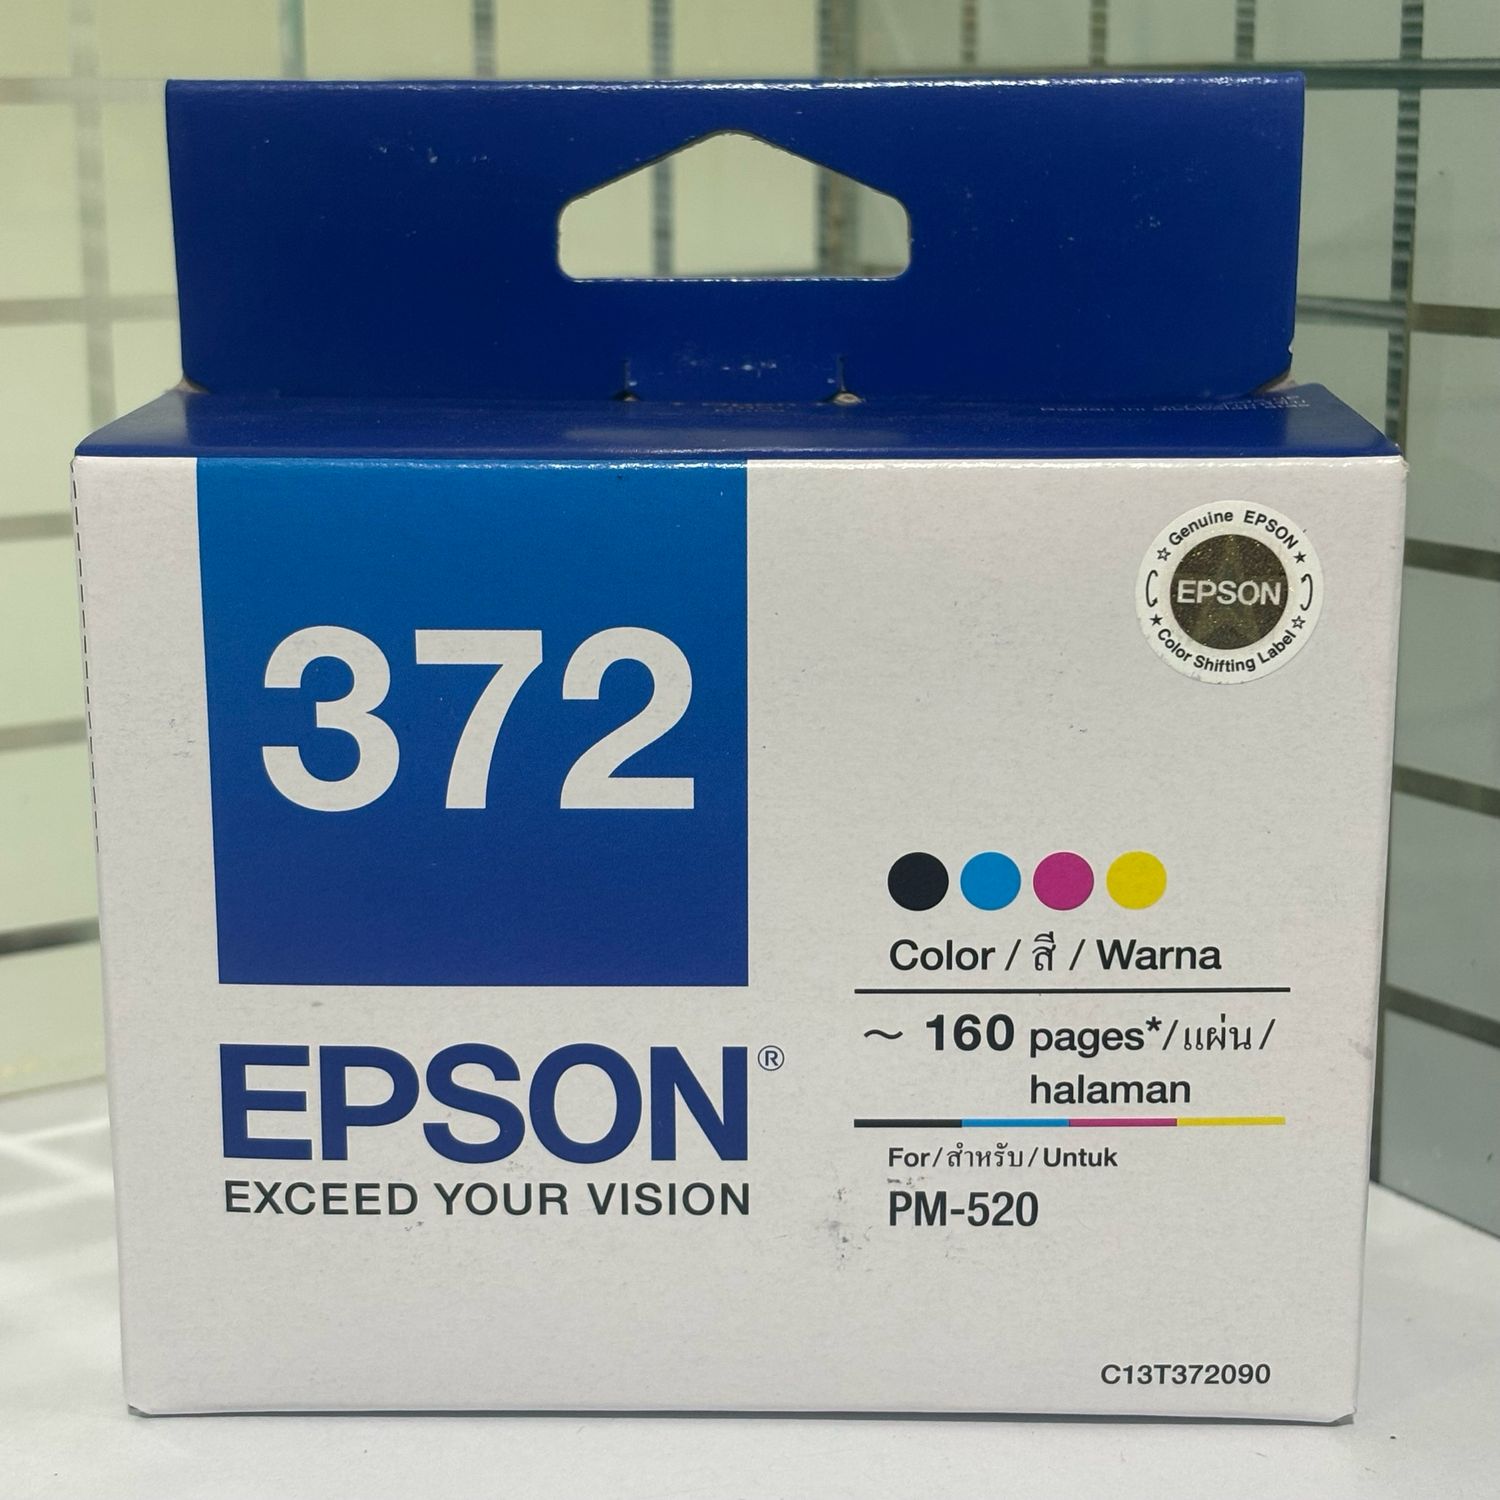 372
Genuine EPSON
EPSON
Color Shifting Label
Color / สี / Warna
~ 160 pages*/แผ่น/
halaman
EPSON®
EXCEED YOUR VISION
For/สำหรับ/Untuk
PM-520
C13T372090